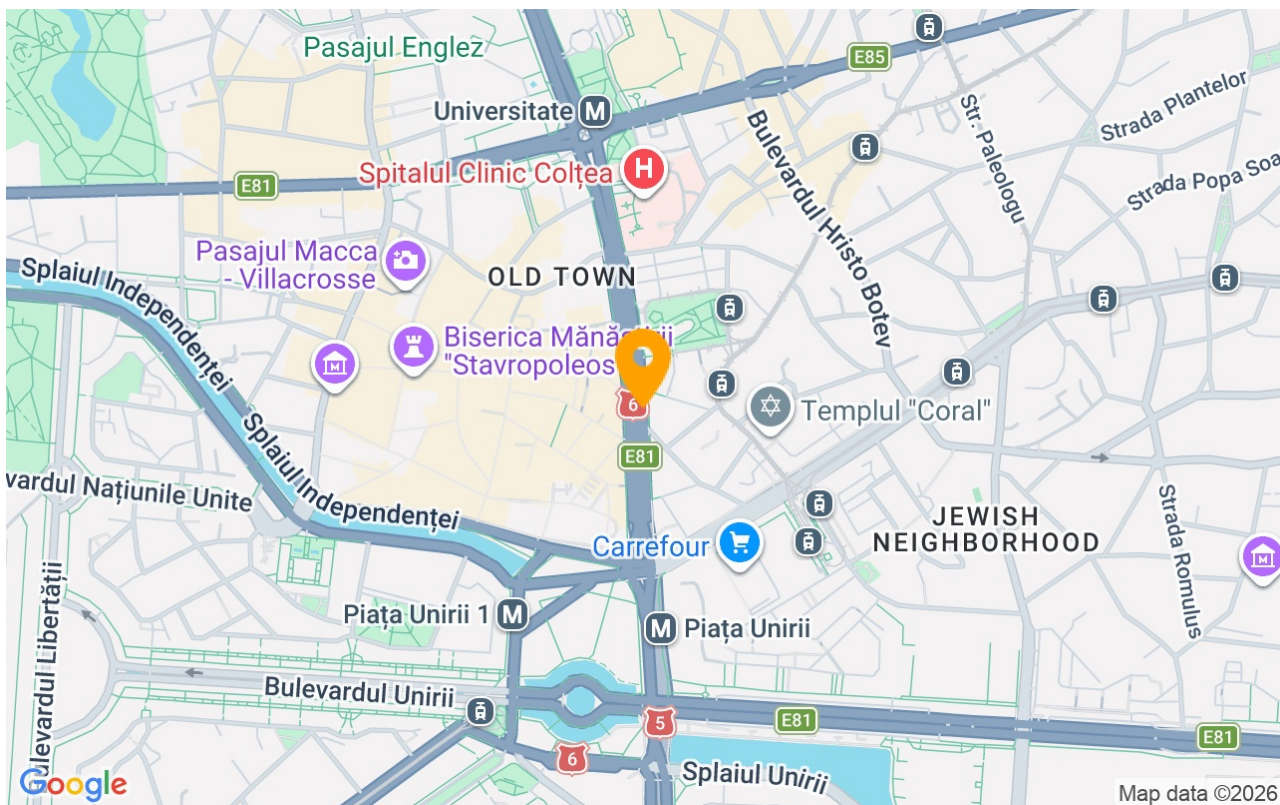 Pasajul Englez
E85
Universitate
M
Strada Plantelor
Str. Paleologu
Bulevardul Hristo Botev
Spitalul Clinic Colțea
H
E81
Strada Popa Soa
Pasajul Macca
- Villacrosse
OLD TOWN
Splaiul Independenței
Biserica Mănăstirii
"Stavropoleos
M
6
Templul "Coral"
E81
Splaiul Independenței
vardul Națiunile Unite
JEWISH
NEIGHBORHOOD
Carrefour
Strada Romulus
M
Piața Unirii 1
M
M
Piața Unirii
ulevardul Libertății
Bulevardul Unirii
5
E81
E81
6
Splaiul Unirii
Google
Map data ©2026